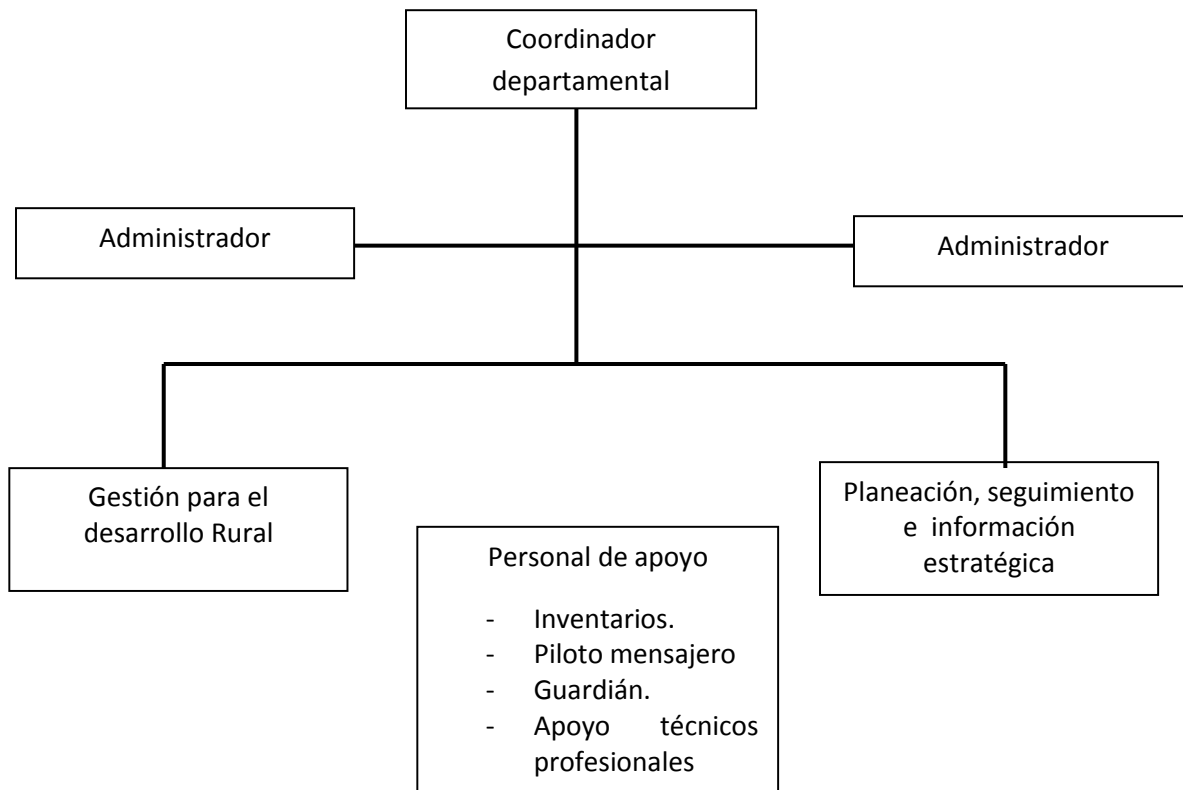 Coordinador
departamental
Administrador
Administrador
Gestión para el
desarrollo Rural
Planeación, seguimiento
e información
estratégica
Personal de apoyo
- Inventarios.
- Piloto mensajero
- Guardián.
- Apoyo técnicos
profesionales